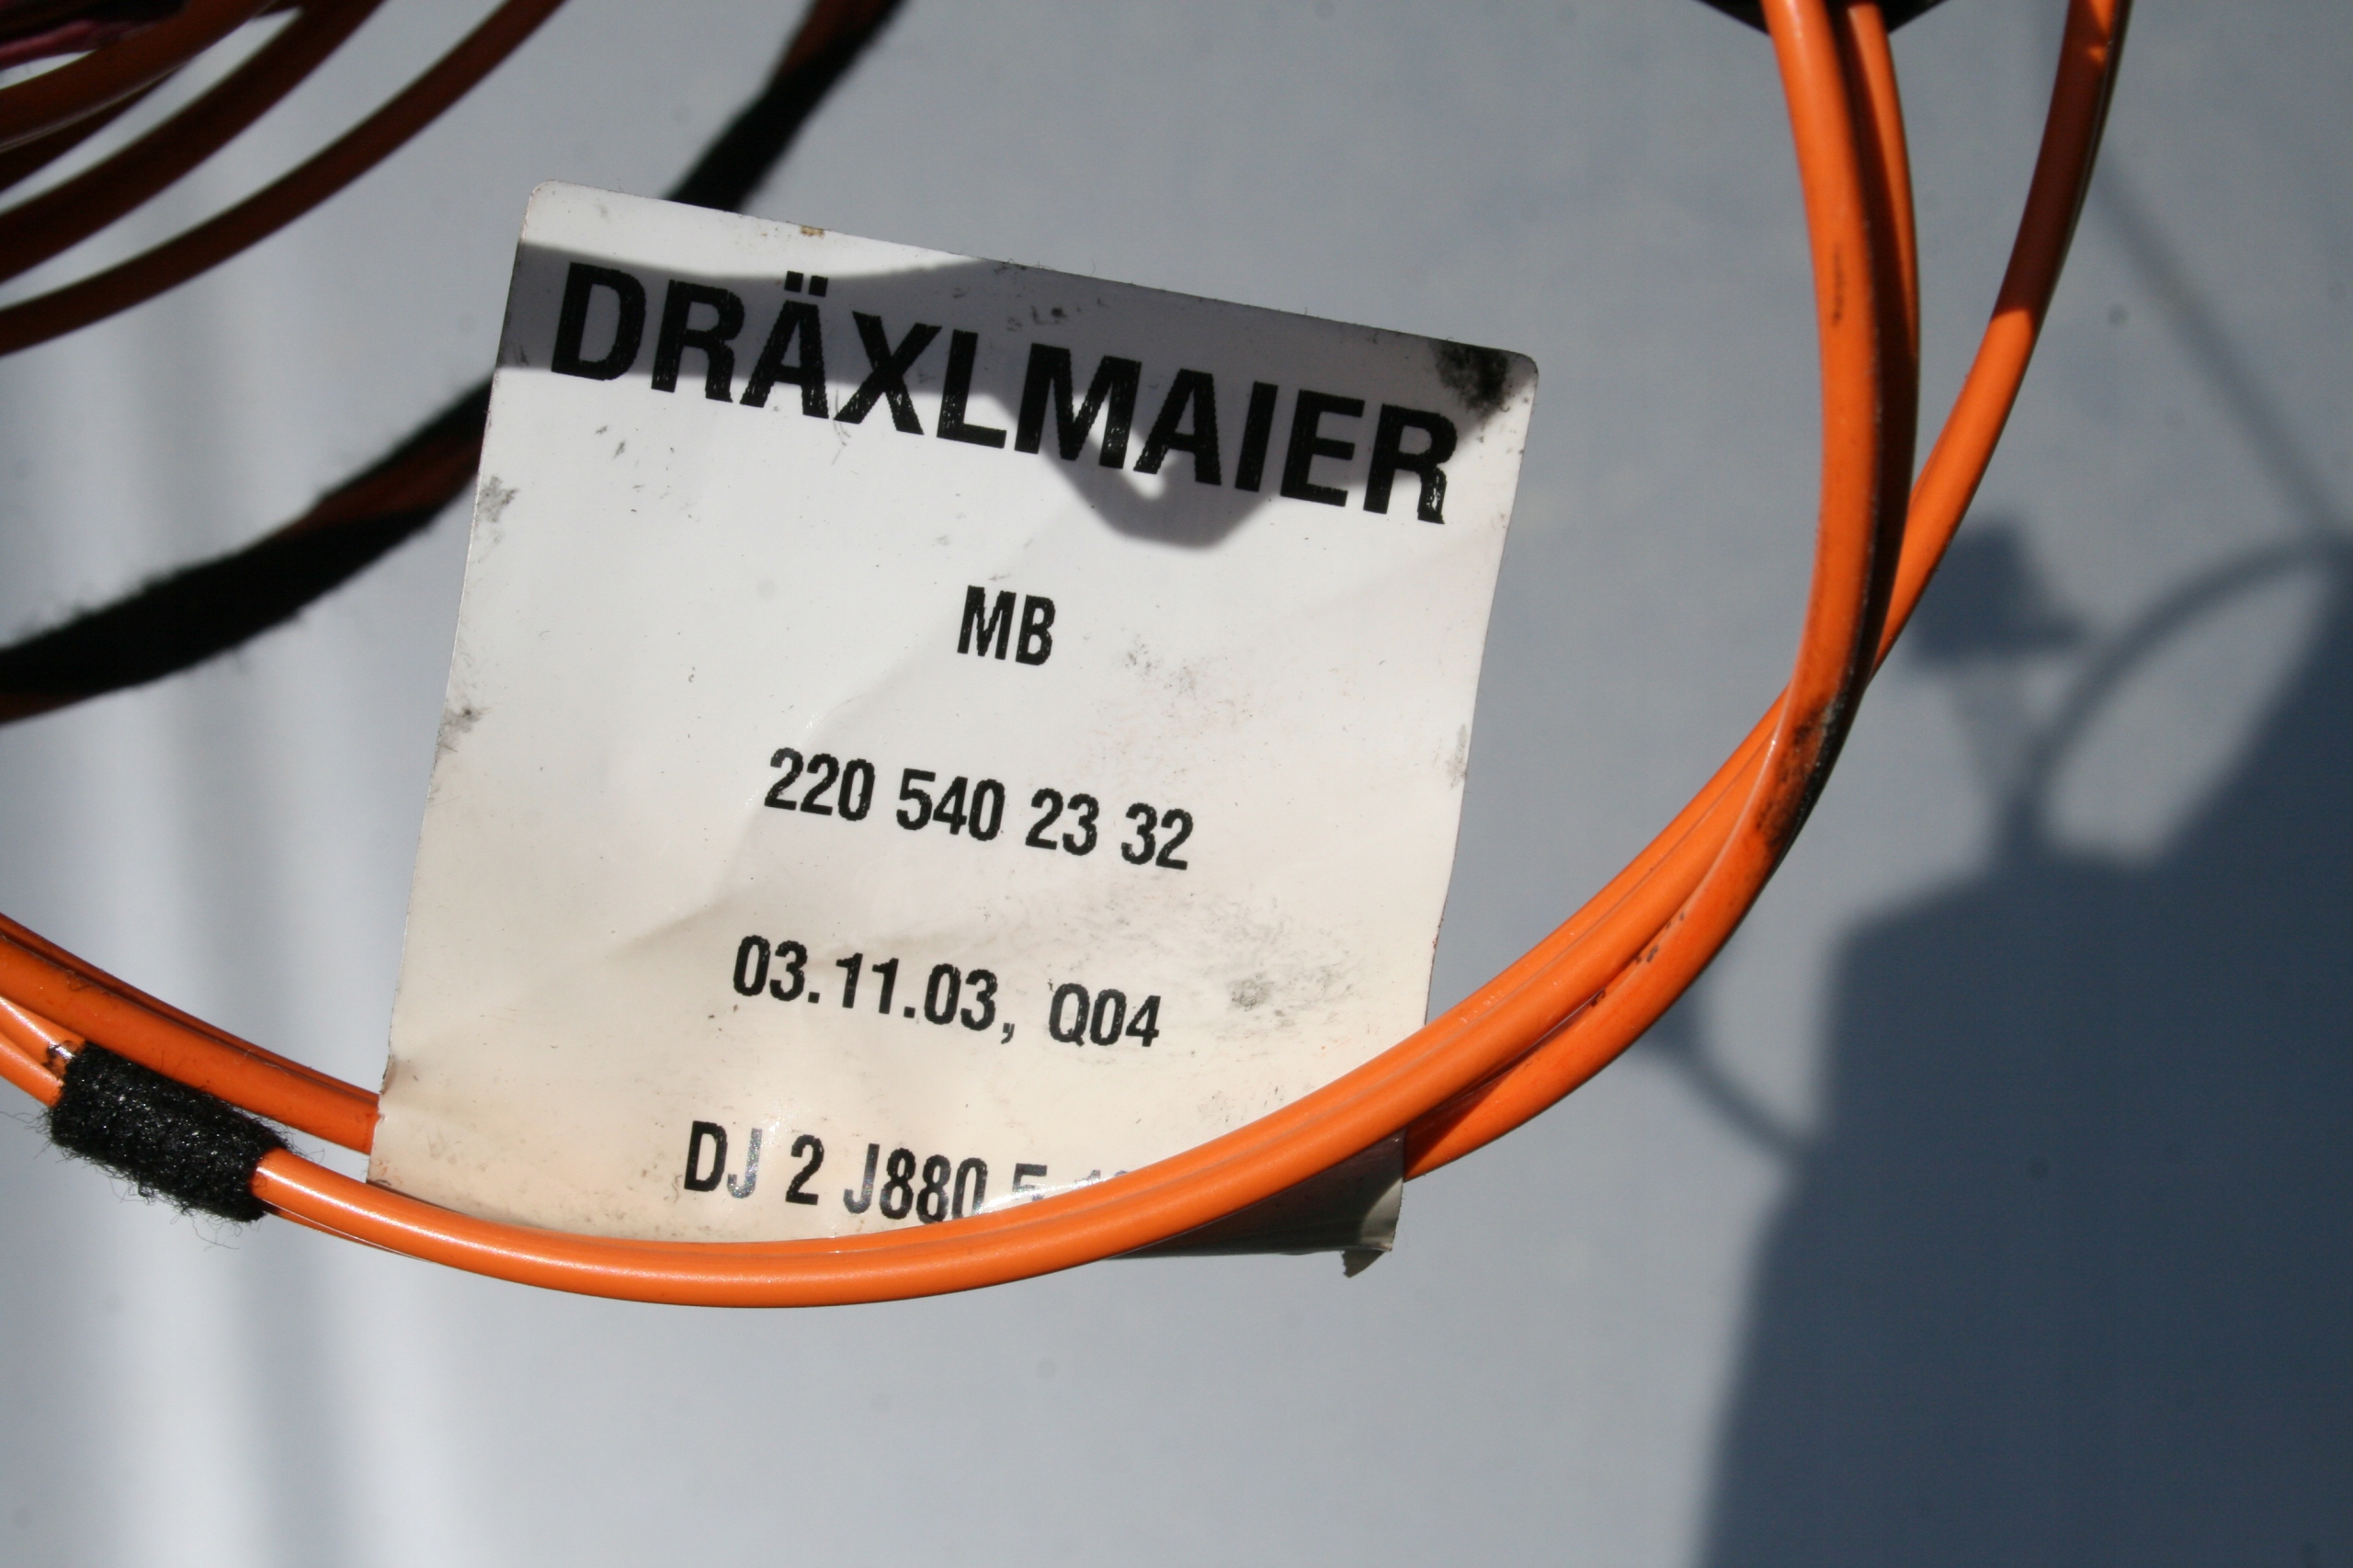 DRÄXLMAIER
MB
220 540 23 32
03.11.03, Q04
DJ 2 J880